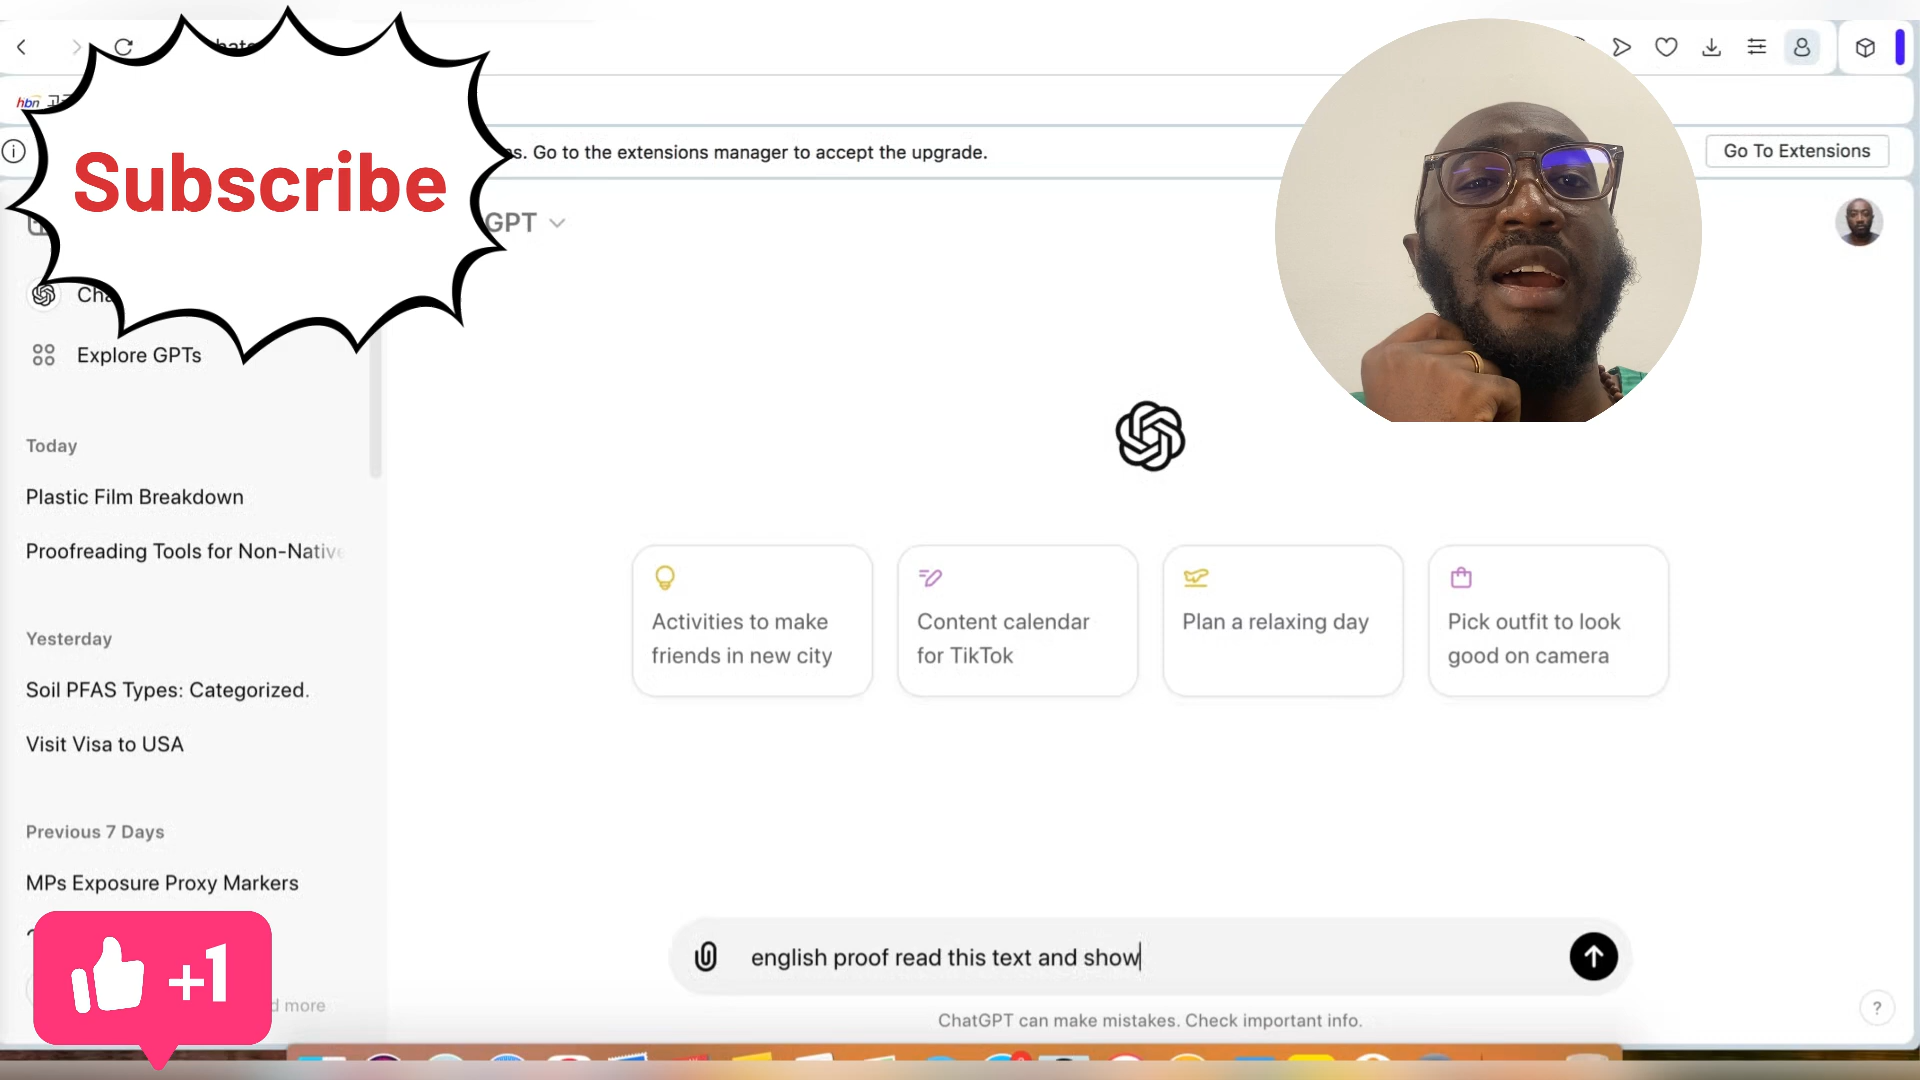 hbn
Subscribe
s. Go to the extensions manager to accept the upgrade.
Go To Extensions
GPT
Explore GPTs
Today
Plastic Film Breakdown
Proofreading Tools for Non-Native
Yesterday
Soil PFAS Types: Categorized.
Visit Visa to USA
Previous 7 Days
MPs Exposure Proxy Markers
+1
d more
Activities to make
friends in new city
Content calendar
for TikTok
Plan a relaxing day
Pick outfit to look
good on camera
english proof read this text and show
ChatGPT can make mistakes. Check important info.
?